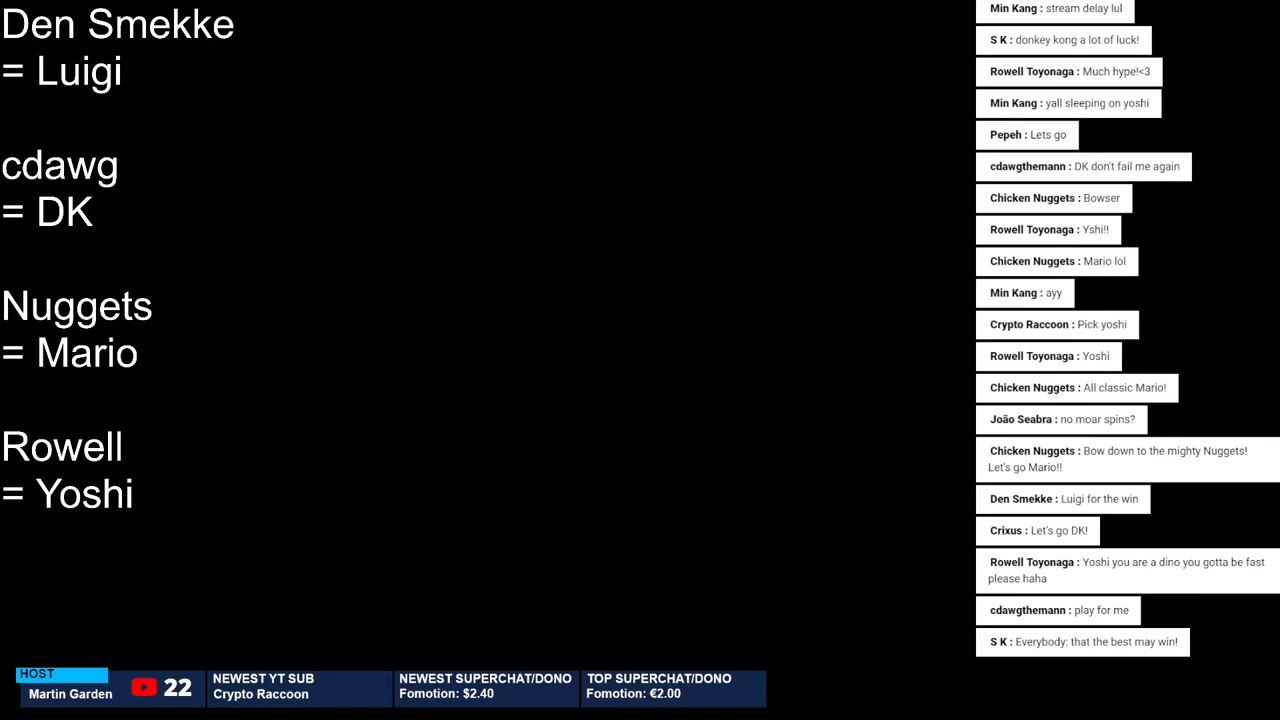 Den Smekke
= Luigi
cdawg
= DK
Nuggets
= Mario
Rowell
= Yoshi
Min Kang : stream delay lul
S K : donkey kong a lot of luck!
Rowell Toyonaga : Much hype!<3
Min Kang : yall sleeping on yoshi
Pepeh : Lets go
cdawgthemann : DK don't fail me again
Chicken Nuggets : Bowser
Rowell Toyonaga : Yshi!!
Chicken Nuggets : Mario lol
Min Kang : ayy
Crypto Raccoon : Pick yoshi
Rowell Toyonaga : Yoshi
Chicken Nuggets : All classic Mario!
João Seabra : no moar spins?
Chicken Nuggets : Bow down to the mighty Nuggets!
Let's go Mario!!
Den Smekke : Luigi for the win
Crixus : Let's go DK!
Rowell Toyonaga : Yoshi you are a dino you gotta be fast
please haha
cdawgthemann : play for me
S K : Everybody: that the best may win!
HOST
Martin Garden
22
NEWEST YT SUB
Crypto Raccoon
NEWEST SUPERCHAT/DONO
Fomotion: $2.40
TOP SUPERCHAT/DONO
Fomotion: €2.00